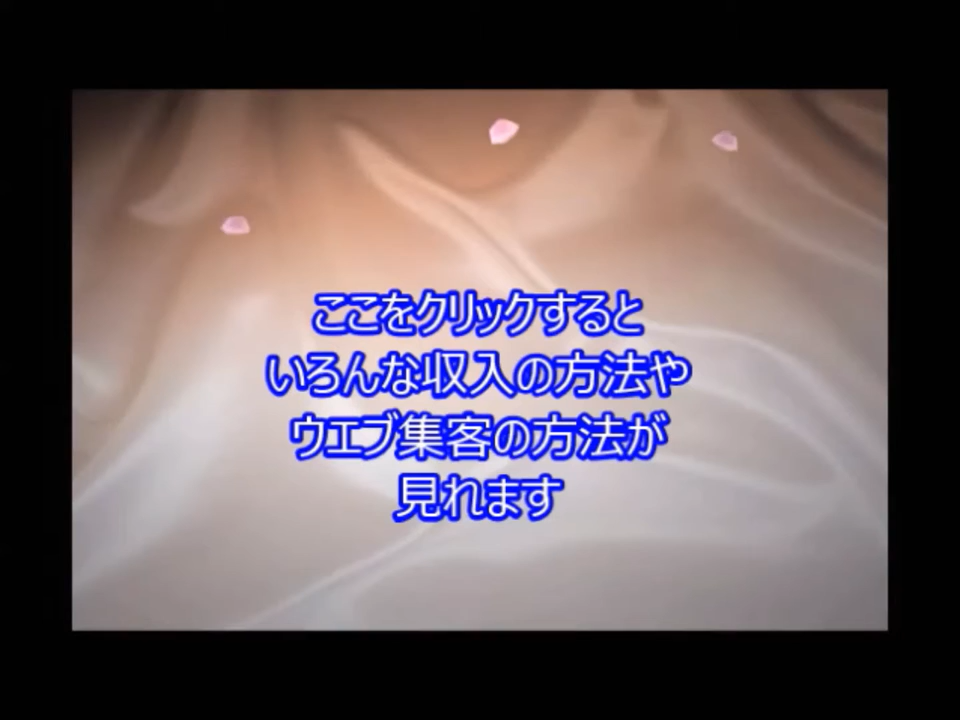 ここをクリックすると
いろんな収入の方法や
ウエブ集客の方法が
見れます